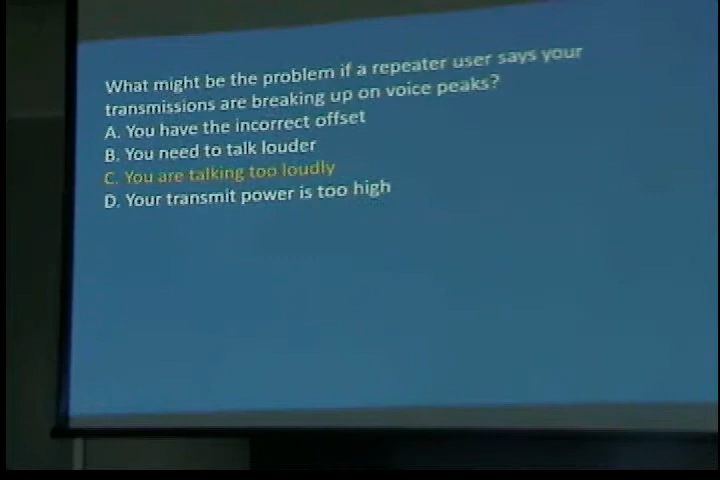 What might be the problem if a repeater user says your
transmissions are breaking up on voice peaks?
A. You have the incorrect offset
B. You need to talk louder
C. You are talking too loudly
D. Your transmit power is too high